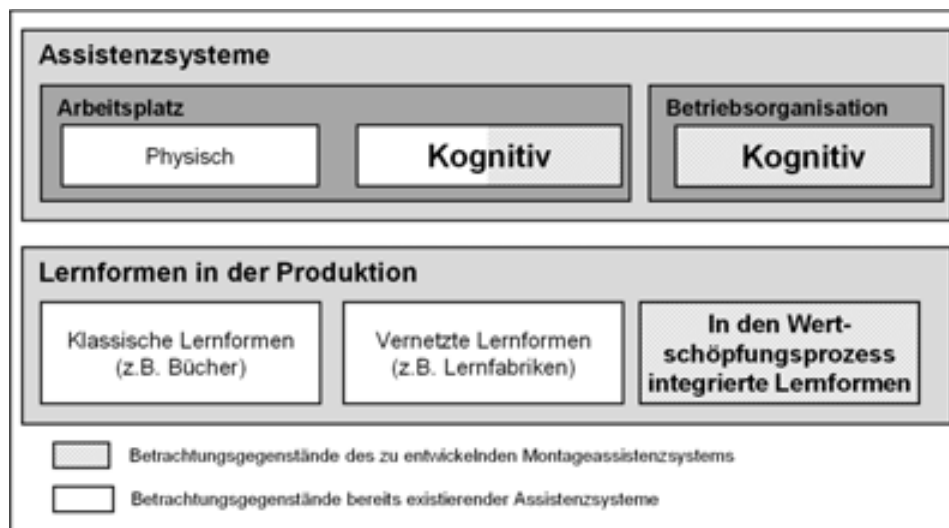 Assistenzsysteme
Arbeitsplatz
Physisch
Kognitiv
Betriebsorganisation
Kognitiv
Lernformen in der Produktion
Klassische Lernformen
(z.B. Bücher)
Vernetzte Lernformen
(z.B. Lernfabriken)
In den Wert-
schöpfungsprozess
integrierte Lernformen
Betrachtungsgegenstände des zu entwickelnden Montageassistenzsystems
Betrachtungsgegenstände bereits existierender Assistenzsysteme